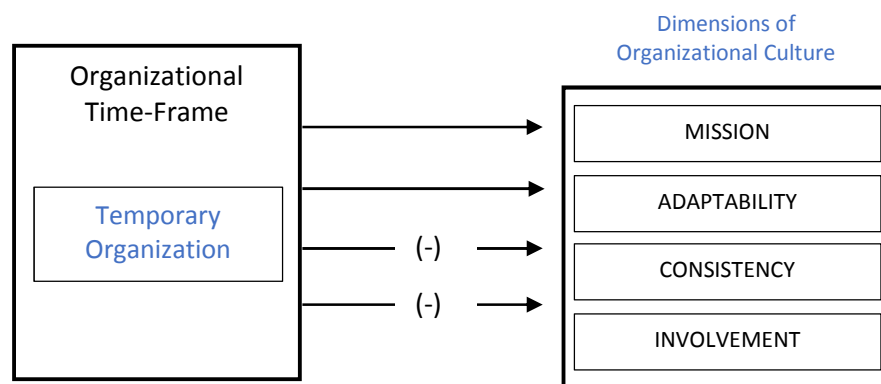 Dimensions of
Organizational Culture
Organizational
Time-Frame
Temporary
Organization
(-)
(-)
MISSION
ADAPTABILITY
CONSISTENCY
INVOLVEMENT